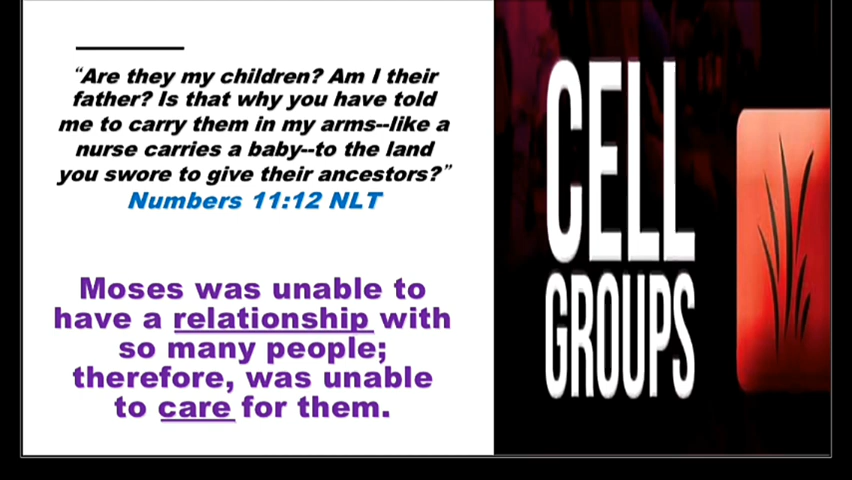 “Are they my children? Am I their
father? Is that why you have told
me to carry them in my arms--like a
nurse carries a baby--to the land
you swore to give their ancestors?”
Numbers 11:12 NLT
Moses was unable to
have a relationship with
so many people;
therefore, was unable
to care for them.
CELL
GROUPS